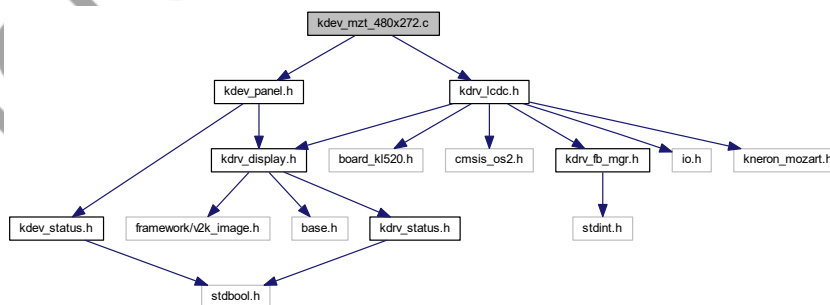 kdev_mzt_480x272.c
kdev_panel.h
kdrv_lcdc.h
kdrv_display.h
board_kl520.h
cmsis_os2.h
kdrv_fb_mgr.h
io.h
kneron_mozart.h
kdev_status.h
framework/v2k_image.h
base.h
kdrv_status.h
stdint.h
stdbool.h